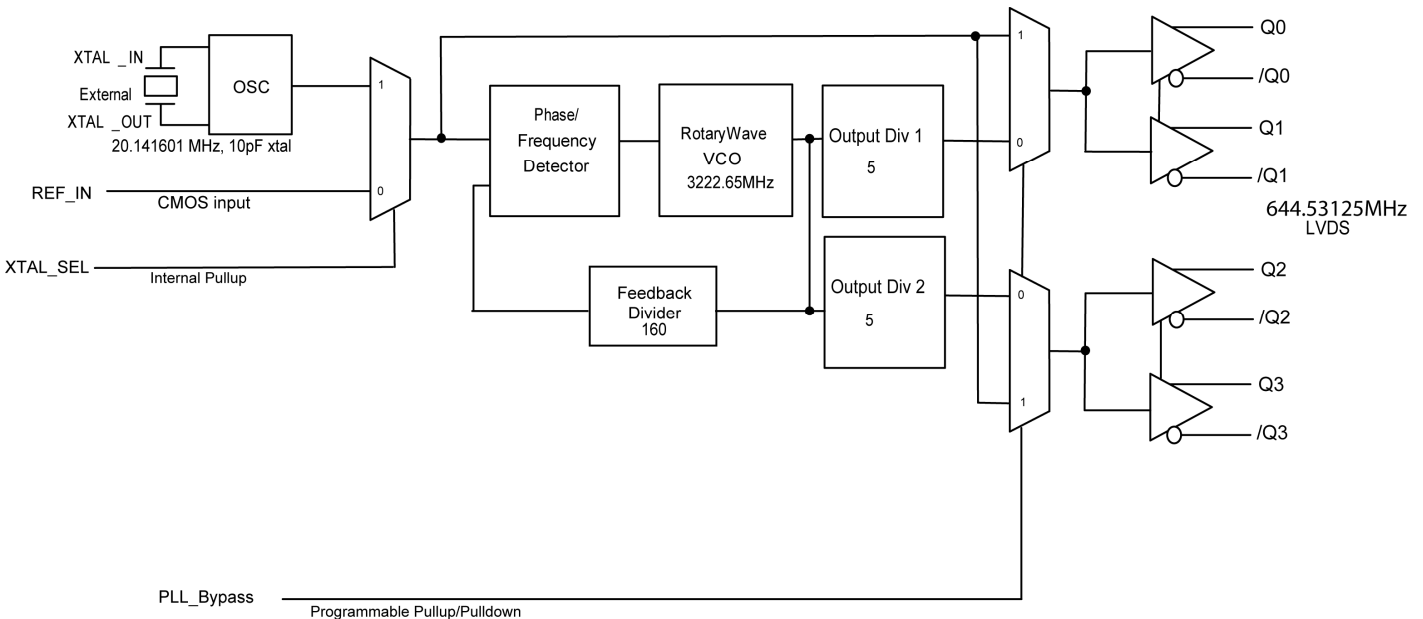 XTAL _IN
External
XTAL _OUT
OSC
20.141601 MHz, 10pF xtal
REF_IN
CMOS input
XTAL_SEL
Internal Pullup
1
0
Phase/
Frequency
Detector
RotaryWave
VCO
3222.65MHz
Output Div 1
5
Feedback
Divider
160
Output Div 2
5
1
0
0
1
Q0
/Q0
Q1
/Q1
644.53125MHz
LVDS
Q2
/Q2
Q3
/Q3
PLL_Bypass
Programmable Pullup/Pulldown